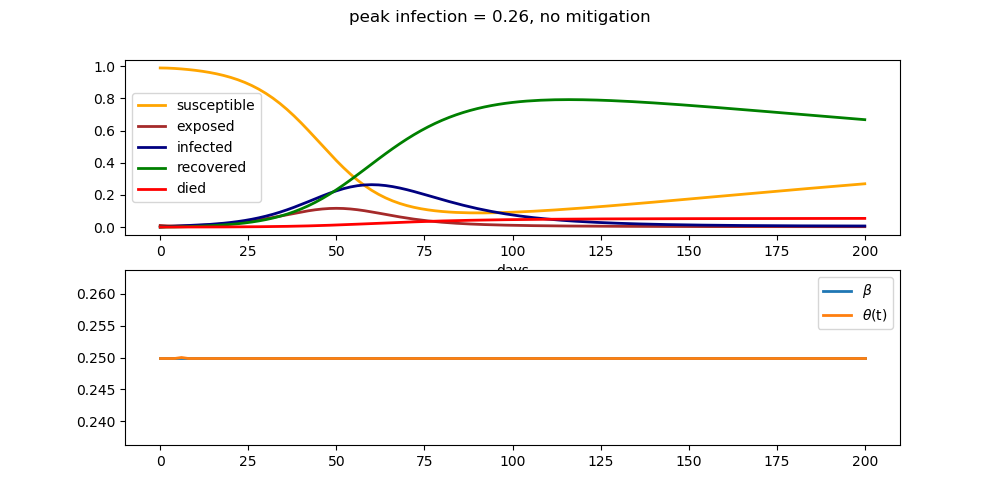 peak infection = 0.26, no mitigation
1.0
0.8
0.6
0.4
0.2
0.0
susceptible
exposed
infected
recovered
died
0 25 50 75 100 125 150 175 200
days
0.260
0.255
0.250
0.245
0.240
β
θ(t)
0 25 50 75 100 125 150 175 200